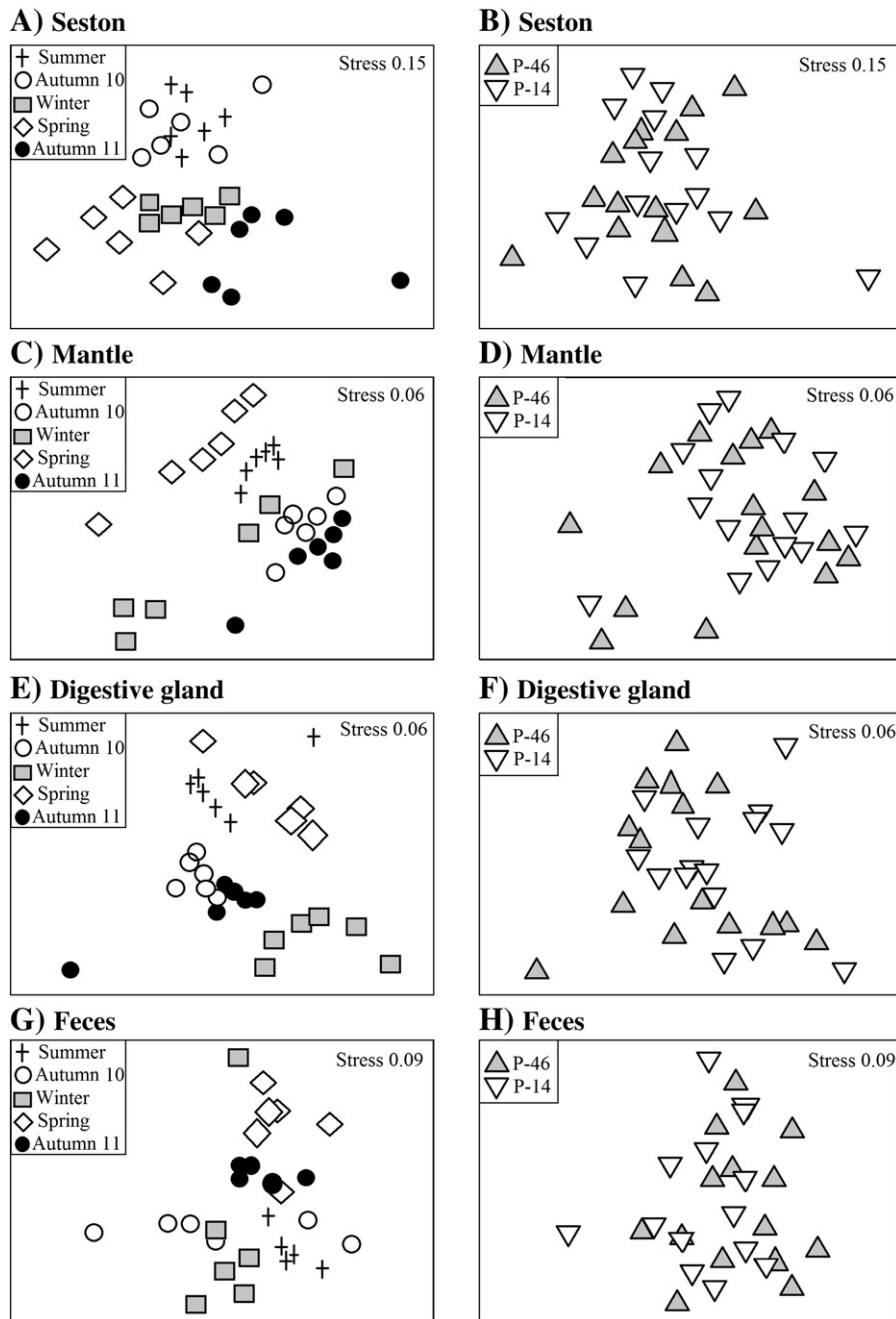 A) Seston
Summer
Autumn 10
Winter
Spring
Autumn 11
Stress 0.15
B) Seston
P-46
P-14
Stress 0.15
C) Mantle
Summer
Autumn 10
Winter
Spring
Autumn 11
Stress 0.06
D) Mantle
P-46
P-14
Stress 0.06
E) Digestive gland
Summer
Autumn 10
Winter
Spring
Autumn 11
Stress 0.06
F) Digestive gland
P-46
P-14
Stress 0.06
G) Feces
Summer
Autumn 10
Winter
Spring
Autumn 11
Stress 0.09
H) Feces
P-46
P-14
Stress 0.09